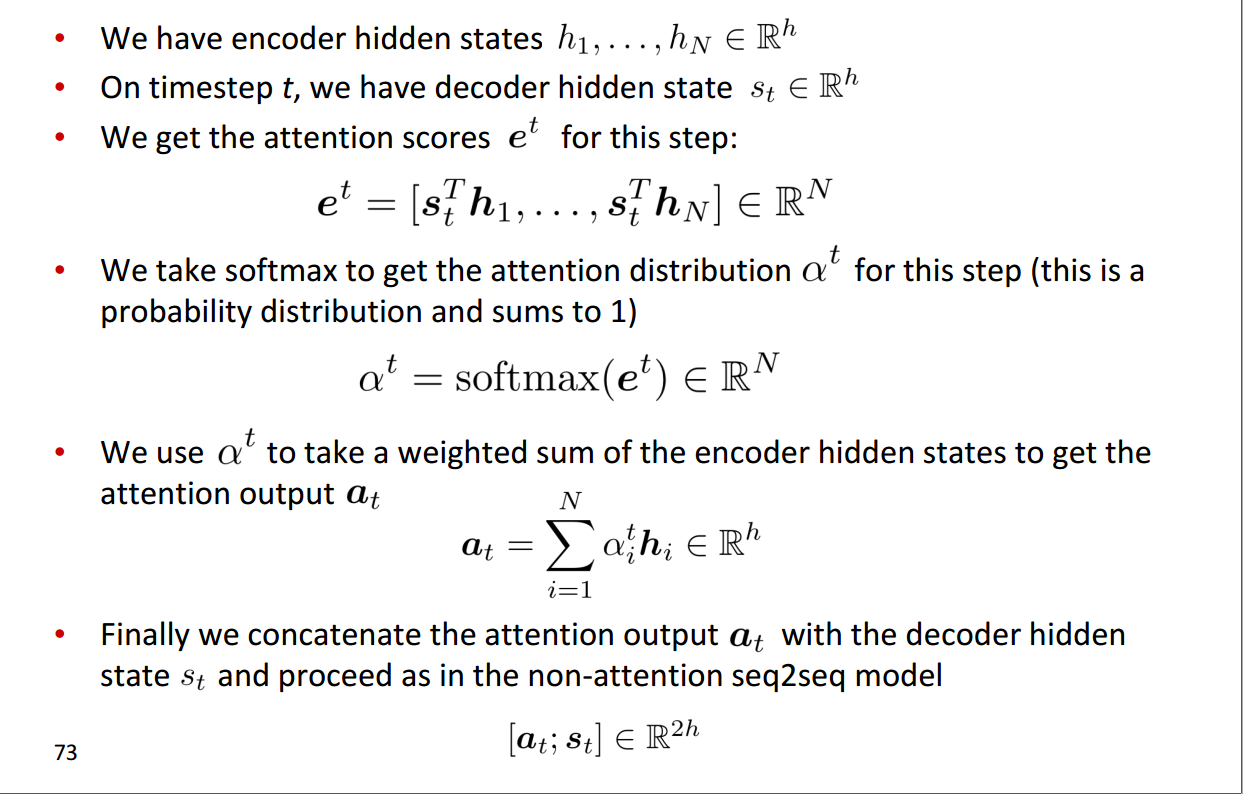 • We have encoder hidden states $h_1, \ldots, h_N \in \mathbb{R}^h$
• On timestep t, we have decoder hidden state $s_t \in \mathbb{R}^h$
• We get the attention scores $\boldsymbol{e}^t$ for this step:
$\boldsymbol{e}^t = [\boldsymbol{s}_t^T \boldsymbol{h}_1, \ldots, \boldsymbol{s}_t^T \boldsymbol{h}_N] \in \mathbb{R}^N$
• We take softmax to get the attention distribution $\alpha^t$ for this step (this is a
probability distribution and sums to 1)
$\alpha^t = \text{softmax}(\boldsymbol{e}^t) \in \mathbb{R}^N$
• We use $\alpha^t$ to take a weighted sum of the encoder hidden states to get the
attention output $\boldsymbol{a}_t$
$\boldsymbol{a}_t = \sum_{i=1}^{N} \alpha_i^t \boldsymbol{h}_i \in \mathbb{R}^h$
• Finally we concatenate the attention output $\boldsymbol{a}_t$ with the decoder hidden
state $s_t$ and proceed as in the non-attention seq2seq model
$[\boldsymbol{a}_t; \boldsymbol{s}_t] \in \mathbb{R}^{2h}$
73